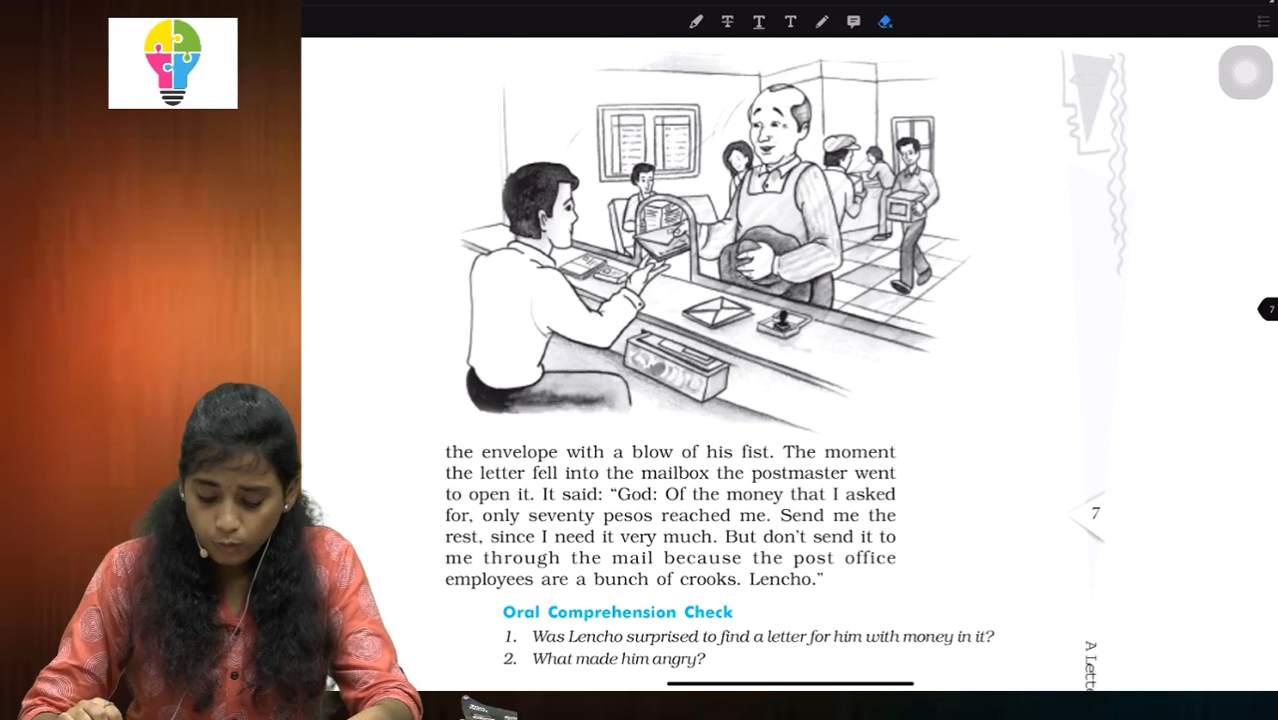 T T T
7
the envelope with a blow of his fist. The moment
the letter fell into the mailbox the postmaster went
to open it. It said: “God: Of the money that I asked
for, only seventy pesos reached me. Send me the
rest, since I need it very much. But don’t send it to
me through the mail because the post office
employees are a bunch of crooks. Lencho.”
7
Oral Comprehension Check
1. Was Lencho surprised to find a letter for him with money in it?
2. What made him angry?
A